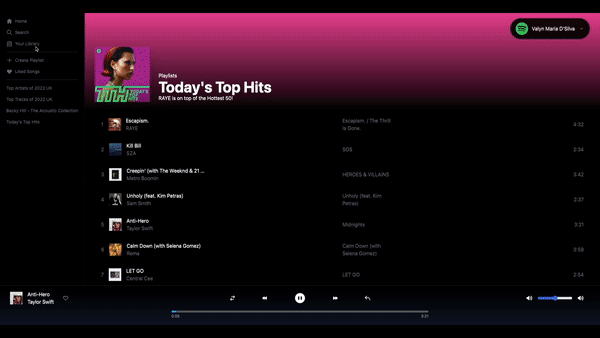 Home
Search
Your Library
Create Playlist
Liked Songs
Top Artists of 2022 UK
Top Tracks of 2022 UK
Becky Hill - The Acoustic Collection
Today's Top Hits
Valyn Maria D'Silva
Playlists
Today's Top Hits
RAYE is on top of the Hottest 50!
1 Escapism. Escapism. / The Thrill 4:32
RAYE is Gone.
2 Kill Bill SOS 2:34
SZA
3 Creepin' (with The Weeknd & 21 ... HEROES & VILLAINS 3:42
Metro Boomin
4 Unholy (feat. Kim Petras) Unholy (feat. Kim 2:37
Sam Smith Petras)
5 Anti-Hero Midnights 3:21
Taylor Swift
6 Calm Down (with Selena Gomez) Calm Down (with 3:59
Rema Selena Gomez)
7 LET GO LET GO 2:54
Central Cee
Anti-Hero
Taylor Swift
0:05 3:21